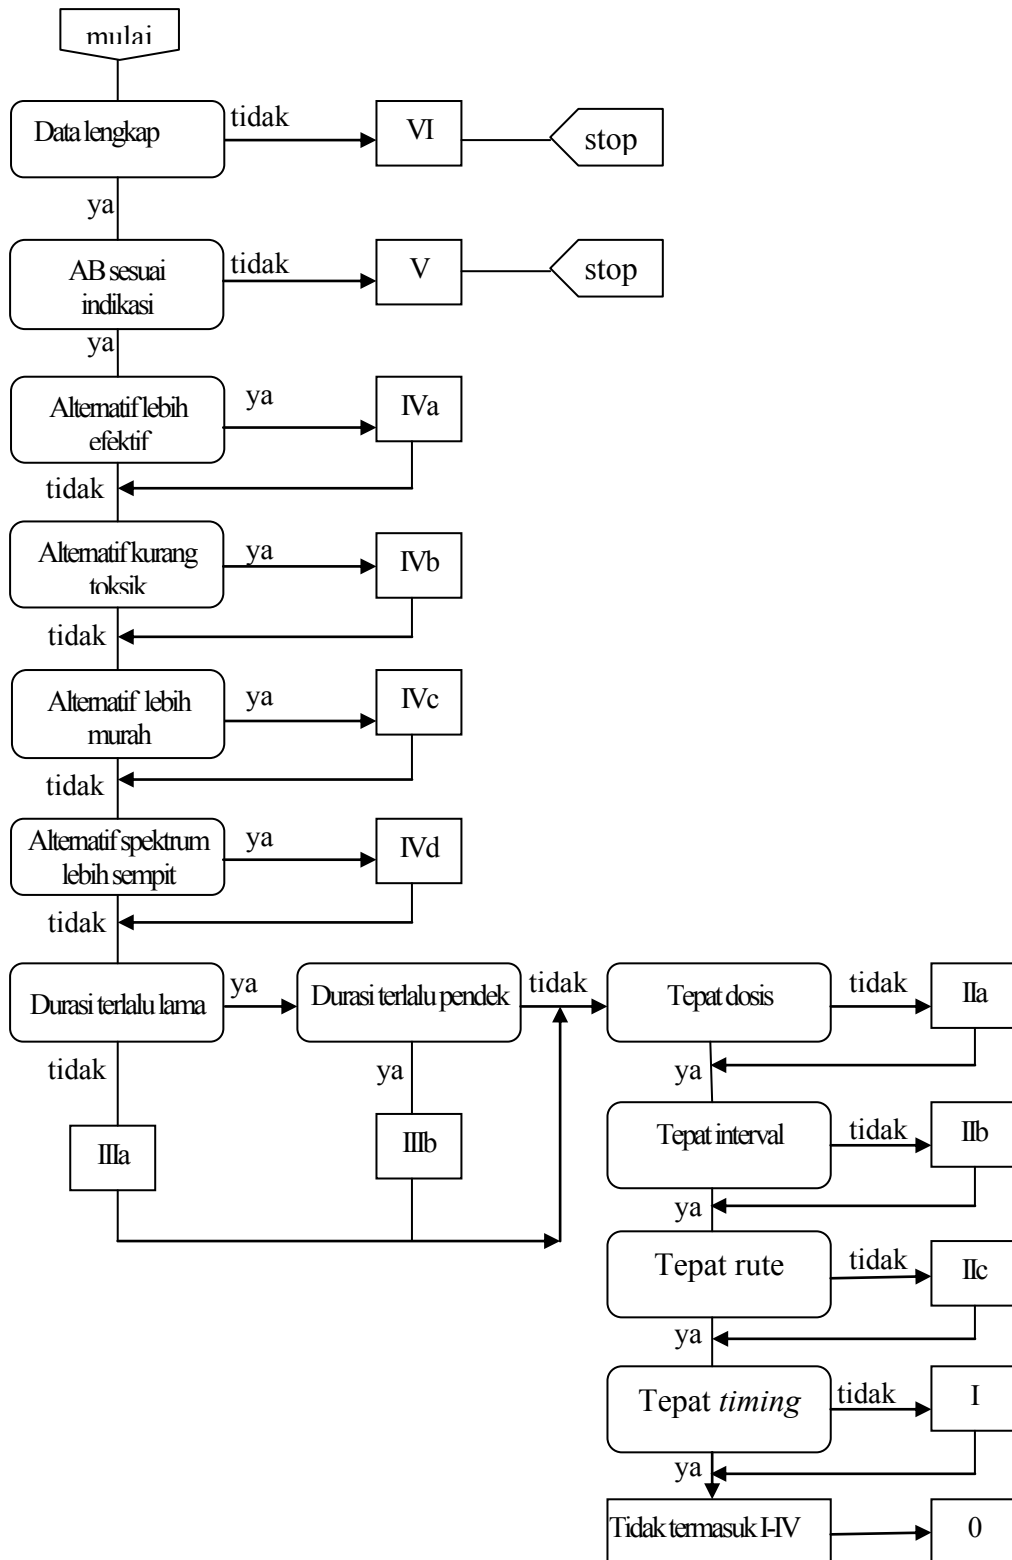 mulai
Data lengkap
tidak
VI
stop
ya
AB sesuai
indikasi
tidak
V
stop
ya
Alternatif lebih
efektif
ya
IVa
tidak
Alternatif kurang
toksik
ya
IVb
tidak
Alternatif lebih
murah
ya
IVc
tidak
Alternatif spektrum
lebih sempit
ya
IVd
tidak
Durasi terlalu lama
ya
Durasi terlalu pendek
tidak
Tepat dosis
tidak
IIa
tidak
ya
ya
IIIa
IIIb
Tepat interval
tidak
IIb
ya
Tepat rute
tidak
IIc
ya
Tepat timing
tidak
I
ya
Tidak termasuk I-IV
0